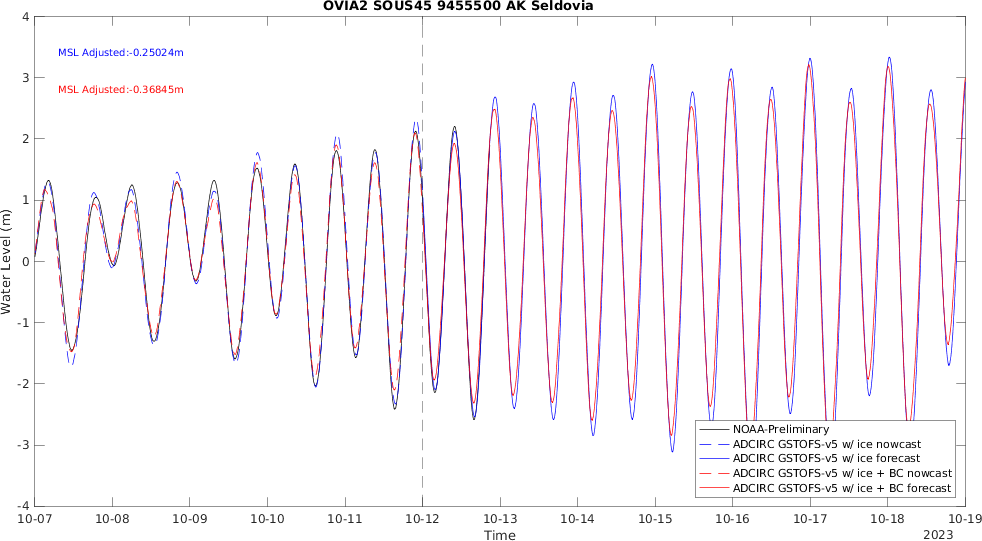 OVIA2 SOUS45 9455500 AK Seldovia
MSL Adjusted:-0.25024m
MSL Adjusted:-0.36845m
Water Level (m)
4
3
2
1
0
-1
-2
-3
-4
NOAA-Preliminary
ADCIRC GSTOFS-v5 w/ ice nowcast
ADCIRC GSTOFS-v5 w/ ice forecast
ADCIRC GSTOFS-v5 w/ ice + BC nowcast
ADCIRC GSTOFS-v5 w/ ice + BC forecast
10-07 10-08 10-09 10-10 10-11 10-12 10-13 10-14 10-15 10-16 10-17 10-18 10-19
Time
2023